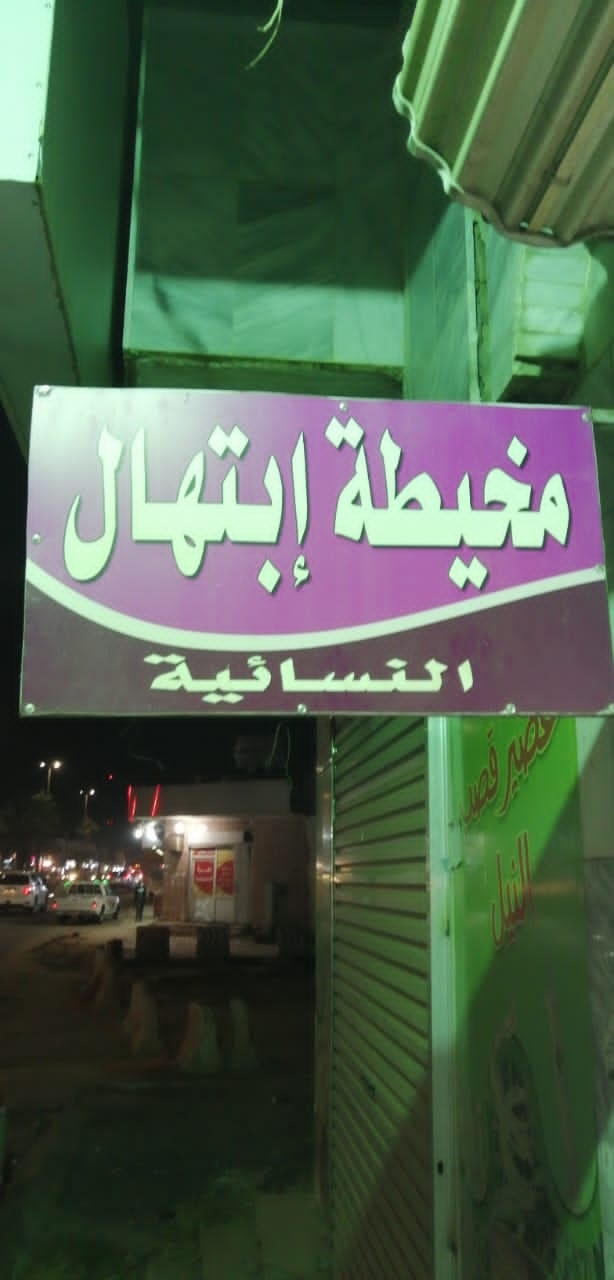 مخيطة إبتهال
النسائية
عصير قصب
النيل